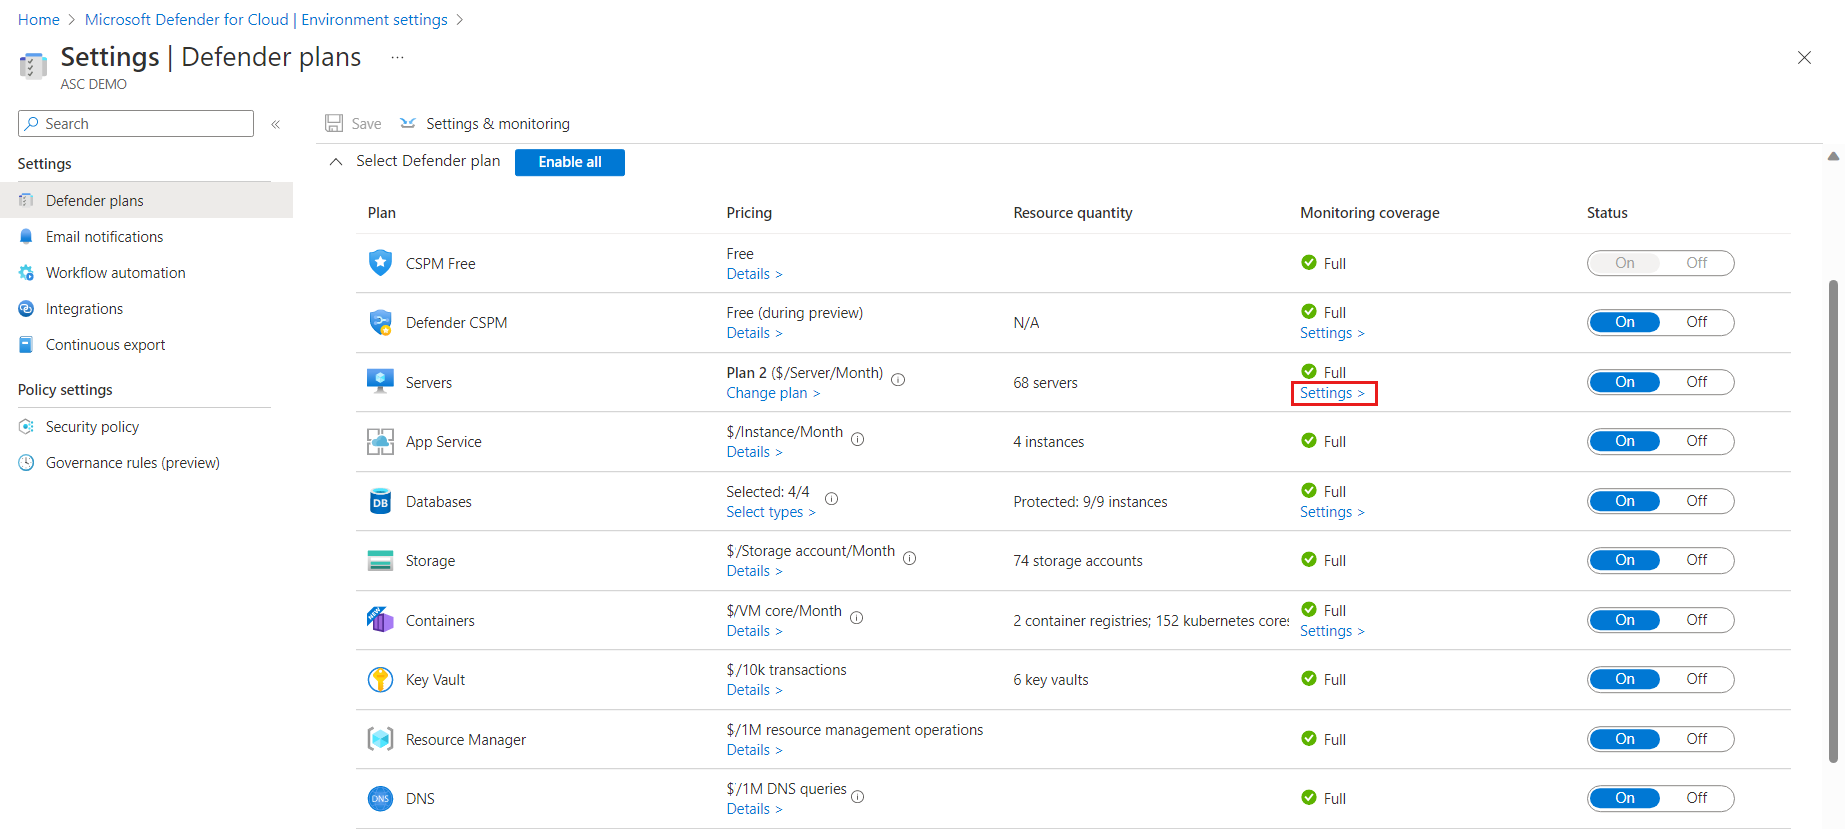 Home > Microsoft Defender for Cloud | Environment settings >
Settings | Defender plans ...
ASC DEMO
Search «
Save Settings & monitoring
Settings
Defender plans
Email notifications
Workflow automation
Integrations
Continuous export
Policy settings
Security policy
Governance rules (preview)
Select Defender plan Enable all
Plan Pricing Resource quantity Monitoring coverage Status
CSPM Free Free Full On Off
Details >
Defender CSPM Free (during preview) N/A Full On Off
Details > Settings >
Servers Plan 2 ($/Server/Month) 68 servers Full On Off
Change plan > Settings >
App Service $/Instance/Month 4 instances Full On Off
Details >
DB Databases Selected: 4/4 Protected: 9/9 instances Full On Off
Select types > Settings >
Storage $/Storage account/Month 74 storage accounts Full On Off
Details >
NEW Containers $/VM core/Month 2 container registries; 152 kubernetes cores Full On Off
Details > Settings >
Key Vault $/10k transactions 6 key vaults Full On Off
Details >
Resource Manager $/1M resource management operations Full On Off
Details >
DNS DNS $/1M DNS queries Full On Off
Details >